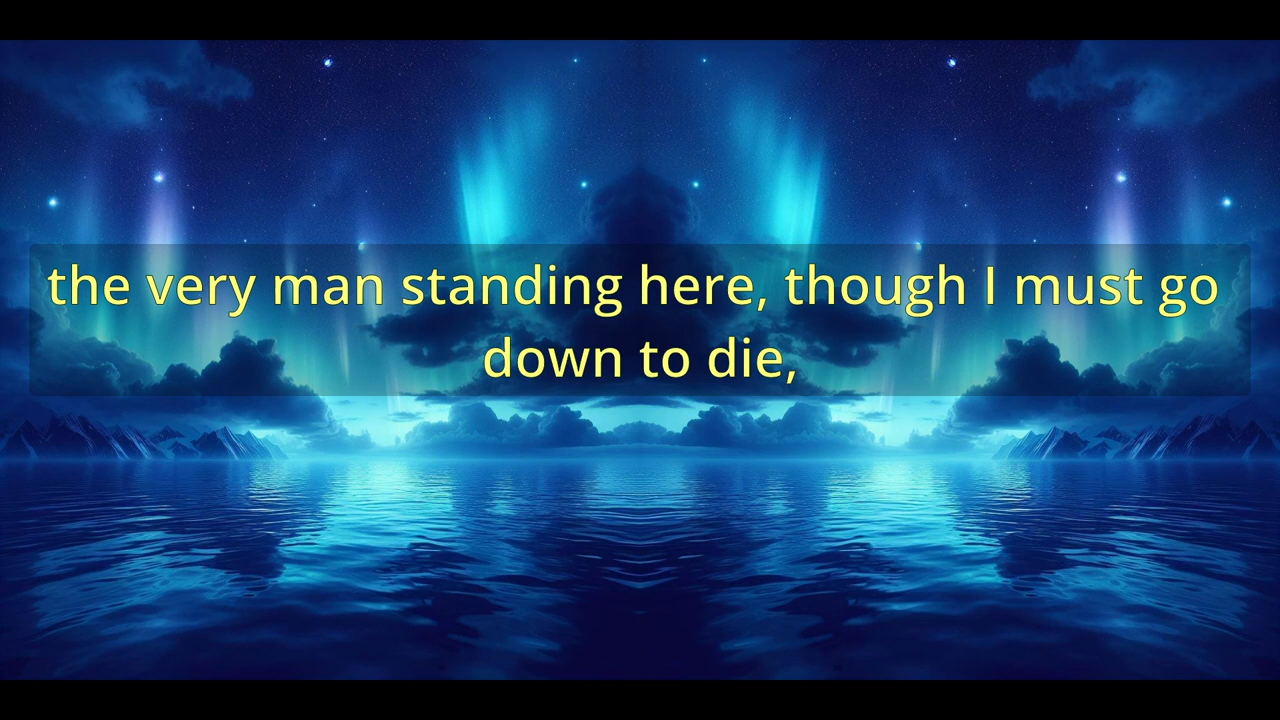 the very man standing here, though I must go
down to die,